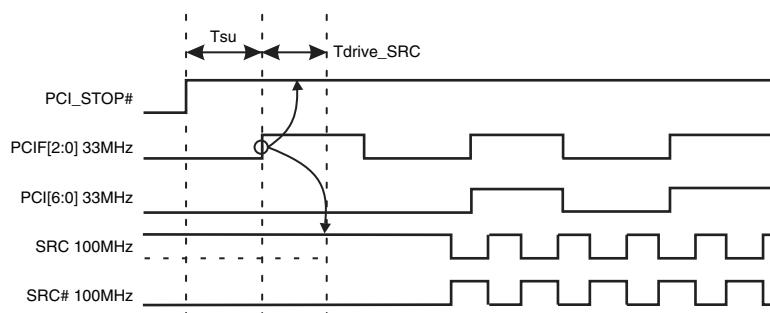 Tsu
Tdrive_SRC
PCI_STOP#
PCIF[2:0] 33MHz
PCI[6:0] 33MHz
SRC 100MHz
SRC# 100MHz